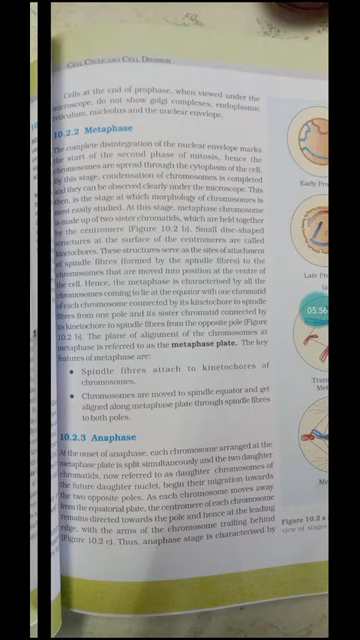 CELL CYCLE AND CELL DIVISION
Cells at the end of prophase, when viewed under the
microscope, do not show golgi complexes, endoplasmic
reticulum, nucleolus and the nuclear envelope.
10.2.2 Metaphase
The complete disintegration of the nuclear envelope marks
the start of the second phase of mitosis, hence the
chromosomes are spread through the cytoplasm of the cell.
By this stage, condensation of chromosomes is completed
and they can be observed clearly under the microscope. This
then, is the stage at which morphology of chromosomes is
most easily studied. At this stage, metaphase chromosome
is made up of two sister chromatids, which are held together
by the centromere (Figure 10.2 b). Small disc-shaped
structures at the surface of the centromeres are called
kinetochores. These structures serve as the sites of attachment
of spindle fibres (formed by the spindle fibres) to the
chromosomes that are moved into position at the centre of
the cell. Hence, the metaphase is characterised by all the
chromosomes coming to lie at the equator with one chromatid
of each chromosome connected by its kinetochore to spindle
fibres from one pole and its sister chromatid connected by
its kinetochore to spindle fibres from the opposite pole (Figure
10.2 b). The plane of alignment of the chromosomes at
metaphase is referred to as the metaphase plate. The key
features of metaphase are:
• Spindle fibres attach to kinetochores of
chromosomes.
• Chromosomes are moved to spindle equator and get
aligned along metaphase plate through spindle fibres
to both poles.
10.2.3 Anaphase
At the onset of anaphase, each chromosome arranged at the
metaphase plate is split simultaneously and the two daughter
chromatids, now referred to as daughter chromosomes of
the future daughter nuclei, begin their migration towards
the two opposite poles. As each chromosome moves away
from the equatorial plate, the centromere of each chromosome
remains directed towards the pole and hence at the leading
edge, with the arms of the chromosome trailing behind
(Figure 10.2 c). Thus, anaphase stage is characterised by
Early Pro
Late Pro
05:56
Tran
Met
Me
Figure 10.2 a
view of stages